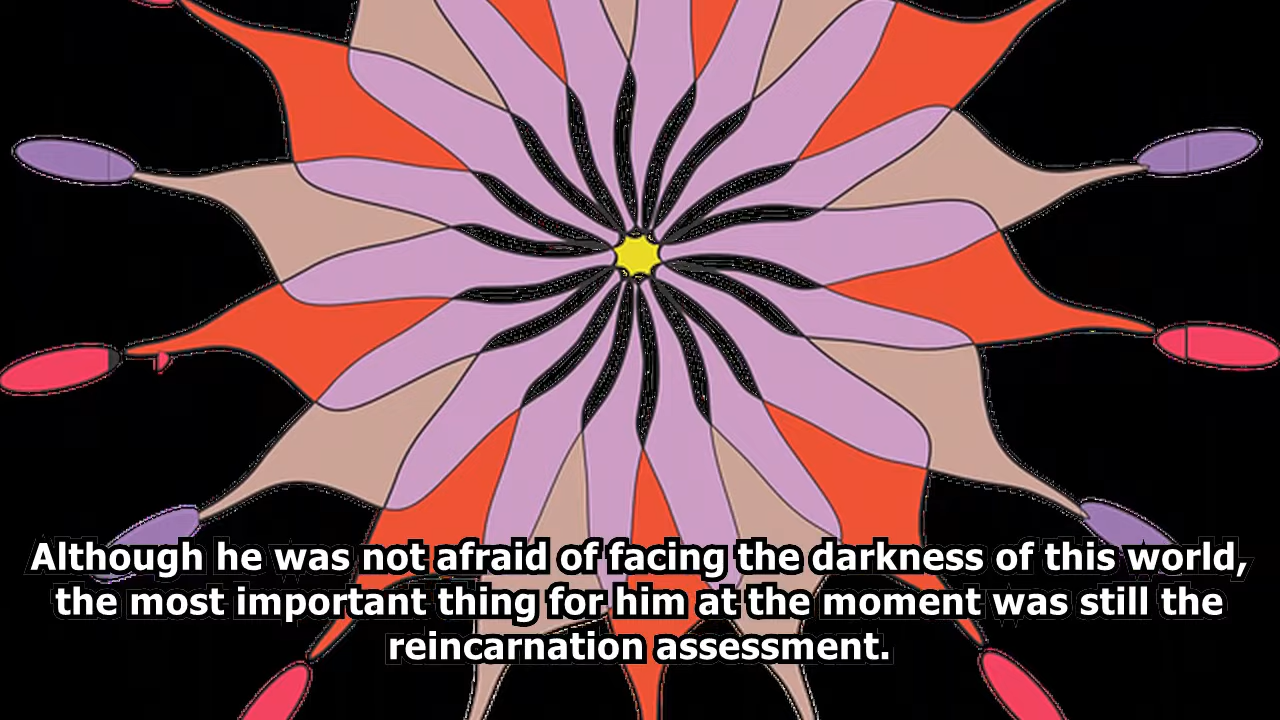 Although he was not afraid of facing the darkness of this world,
the most important thing for him at the moment was still the
reincarnation assessment.